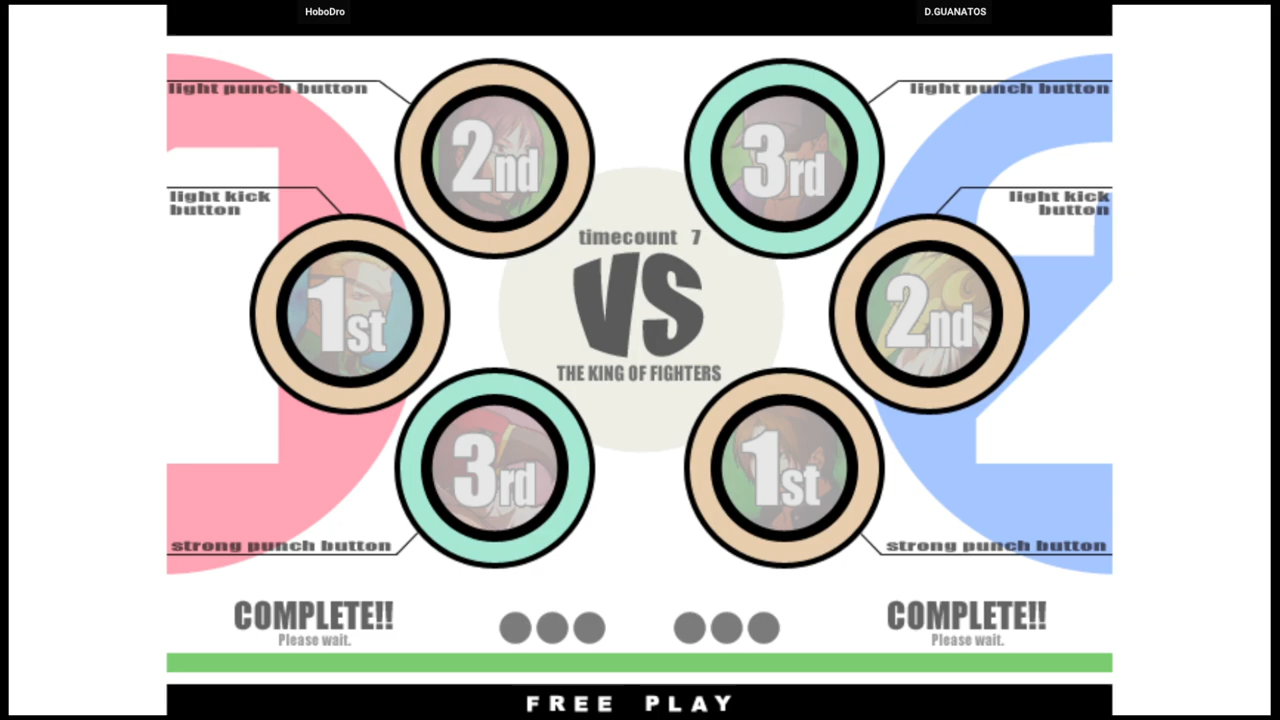 HoboDro
D.GUANATOS
light punch button
light punch button
2nd
3rd
light kick
button
light kick
button
timecount 7
VS
THE KING OF FIGHTERS
1st
2nd
3rd
1st
strong punch button
strong punch button
COMPLETE!!
Please wait.
COMPLETE!!
Please wait.
FREE PLAY